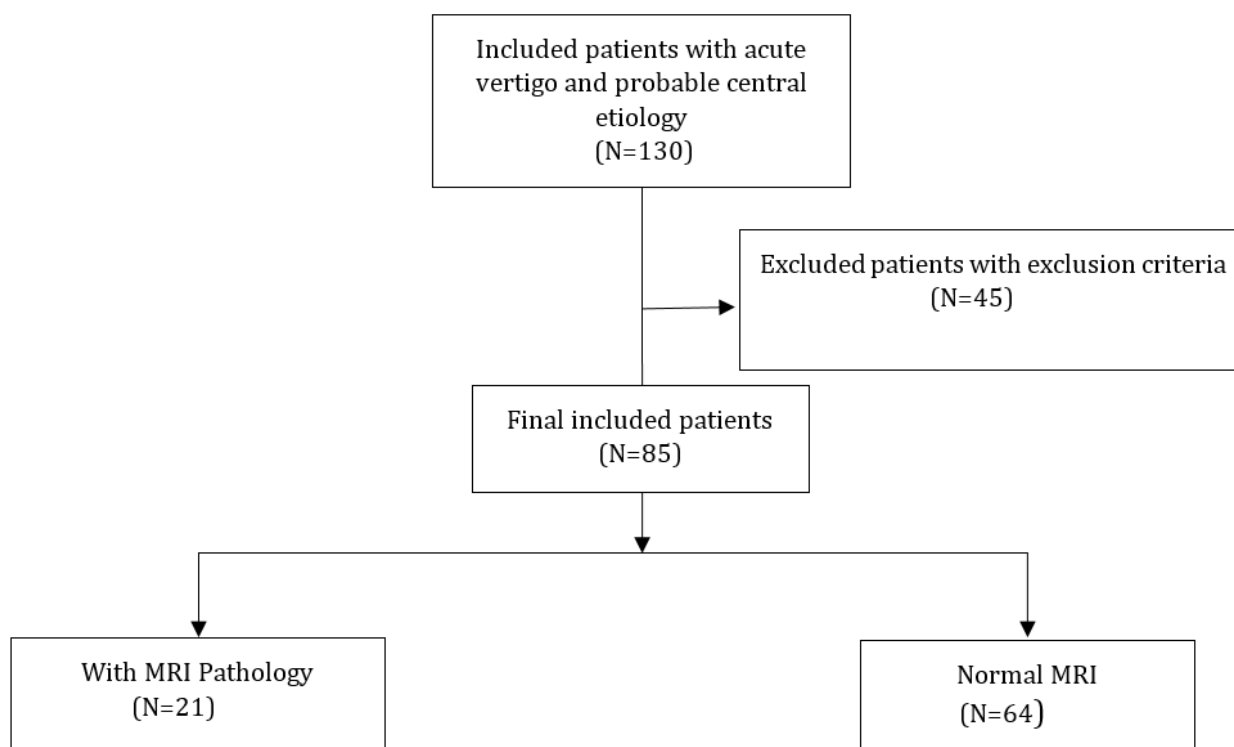 Included patients with acute
vertigo and probable central
etiology
(N=130)
Excluded patients with exclusion criteria
(N=45)
Final included patients
(N=85)
With MRI Pathology
(N=21)
Normal MRI
(N=64)